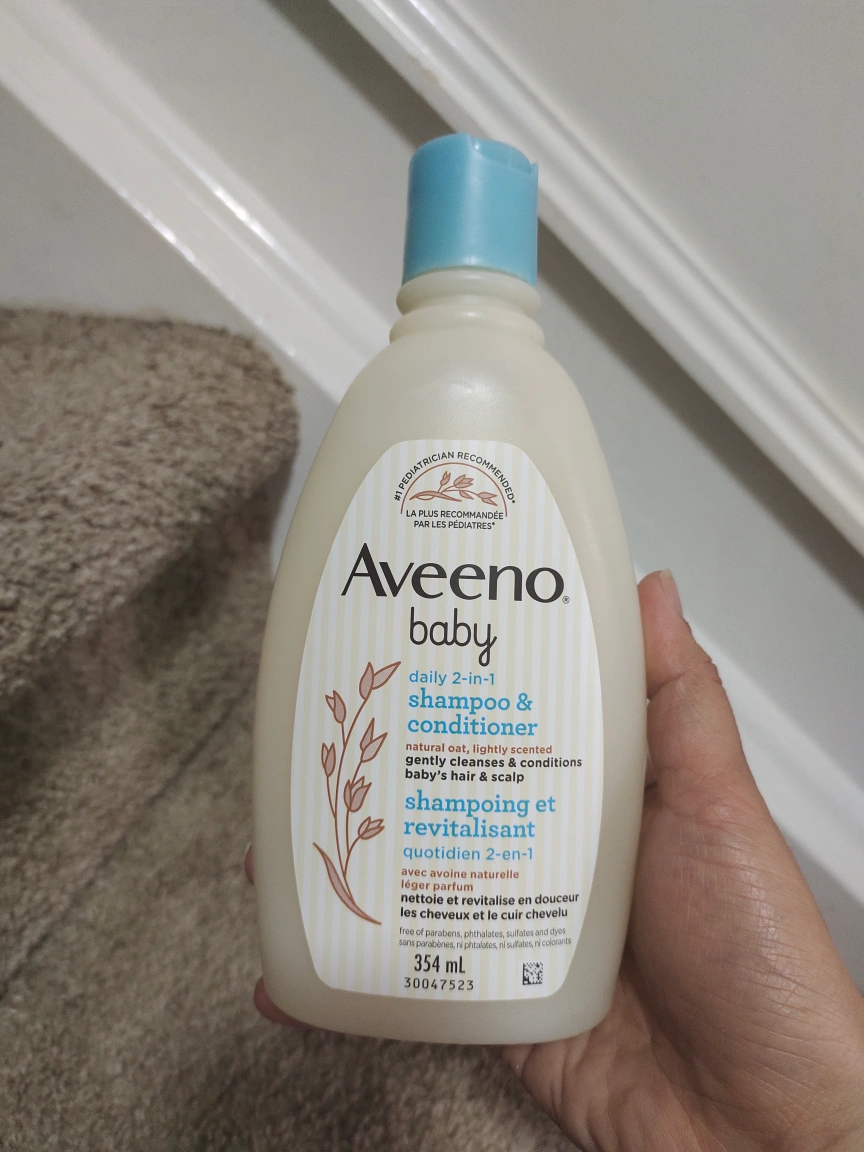 #1 PEDIATRICIAN RECOMMENDED*
LA PLUS RECOMMANDÉE
PAR LES PÉDIATRES*
Aveeno®
baby
daily 2-in-1
shampoo &
conditioner
natural oat, lightly scented
gently cleanses & conditions
baby's hair & scalp
shampoing et
revitalisant
quotidien 2-en-1
avec avoine naturelle
léger parfum
nettoie et revitalise en douceur
les cheveux et le cuir chevelu
free of parabens, phthalates, sulfates and dyes
sans parabènes, ni phtalates, ni sulfates, ni colorants
354 mL
30047523